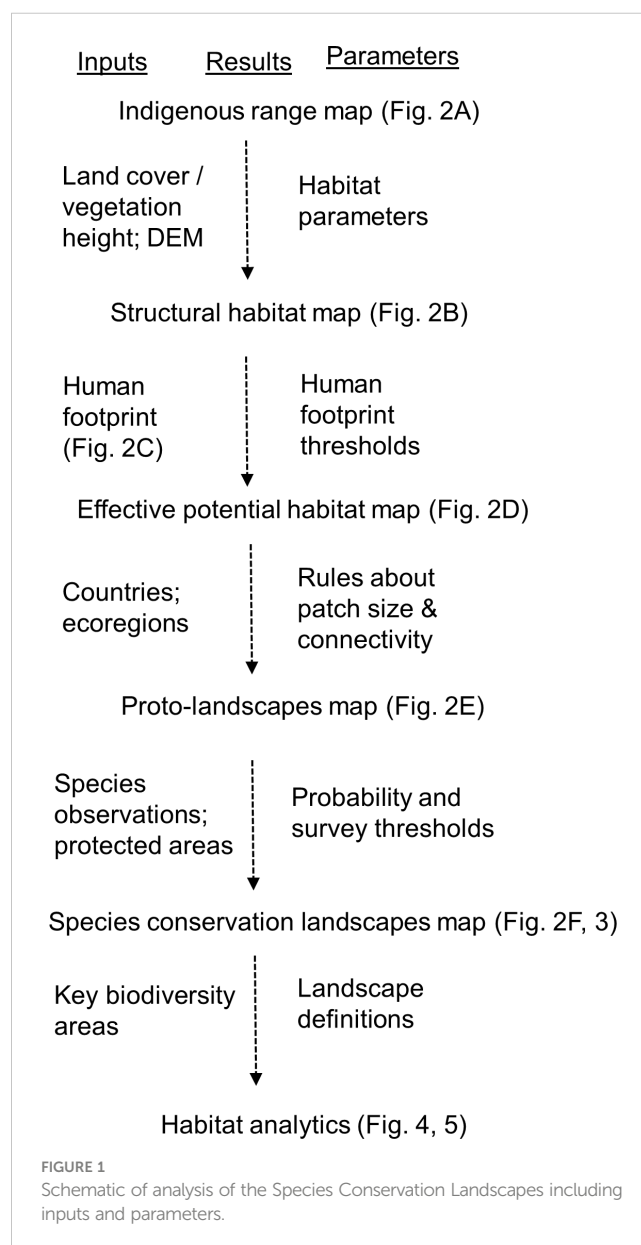 Inputs Results Parameters
Indigenous range map (Fig. 2A)
Land cover /
vegetation
height; DEM
Habitat
parameters
Structural habitat map (Fig. 2B)
Human
footprint
(Fig. 2C)
Human
footprint
thresholds
Effective potential habitat map (Fig. 2D)
Countries;
ecoregions
Rules about
patch size &
connectivity
Proto-landscapes map (Fig. 2E)
Species
observations;
protected areas
Probability and
survey thresholds
Species conservation landscapes map (Fig. 2F, 3)
Key biodiversity
areas
Landscape
definitions
Habitat analytics (Fig. 4, 5)
FIGURE 1
Schematic of analysis of the Species Conservation Landscapes including
inputs and parameters.